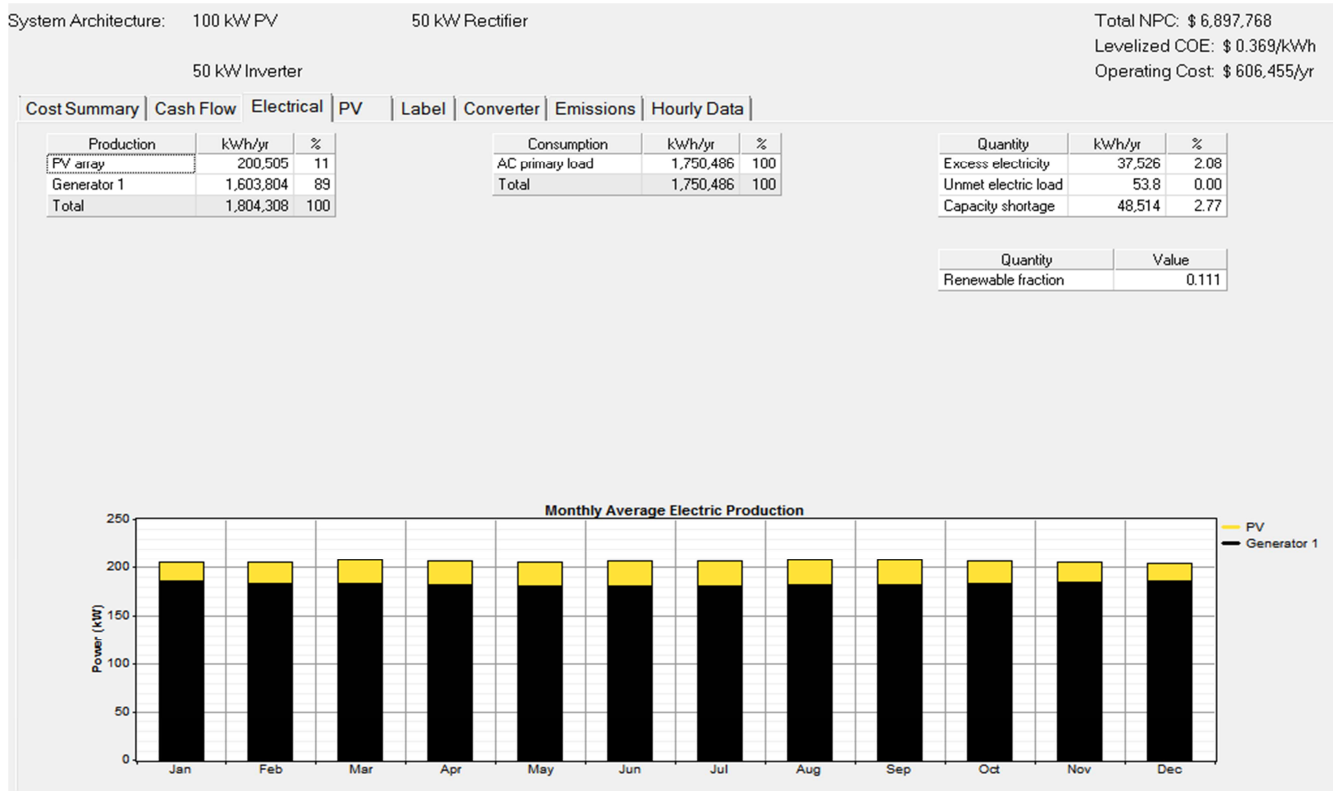 System Architecture: 100 kW PV 50 kW Rectifier Total NPC: $ 6,897,768
Levelized COE: $ 0.369/kWh
50 kW Inverter Operating Cost: $ 606,455/yr
Cost Summary Cash Flow Electrical PV Label Converter Emissions Hourly Data
Production kWh/yr %
PV array 200,505 11
Generator 1 1,603,804 89
Total 1,804,308 100
Consumption kWh/yr %
AC primary load 1,750,486 100
Total 1,750,486 100
Quantity kWh/yr %
Excess electricity 37,526 2.08
Unmet electric load 53.8 0.00
Capacity shortage 48,514 2.77
Quantity Value
Renewable fraction 0.111
Monthly Average Electric Production
250
200
150
100
50
0
Power (kW)
Jan Feb Mar Apr May Jun Jul Aug Sep Oct Nov Dec
PV
Generator 1